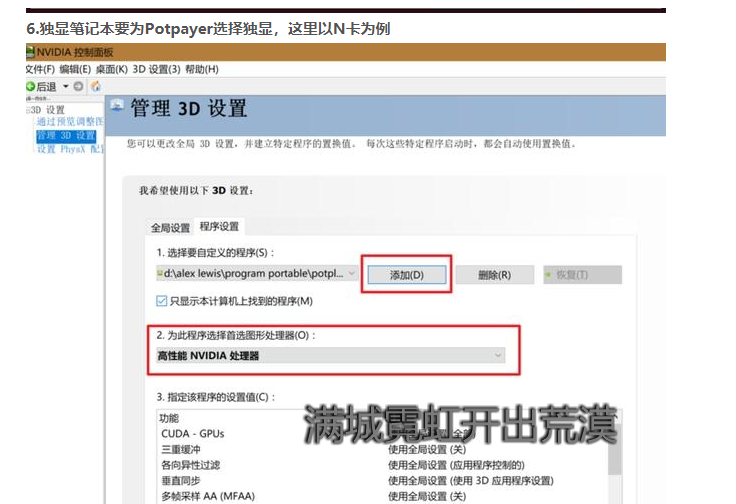 6.独显笔记本要为Potpayer选择独显，这里以N卡为例
NVIDIA 控制面板
文件(F) 编辑(E) 桌面(K) 3D 设置(3) 帮助(H)
后退
3D 设置
通过预览调整图
管理 3D 设置
设置 PhysX 配置
管理 3D 设置
您可以更改全局 3D 设置，并建立特定程序的置换值。 每次这些特定程序启动时，都会自动使用置换值。
我希望使用以下 3D 设置:
全局设置 程序设置
1. 选择要自定义的程序(S) :
d:\alex lewis\program portable\potpl... 添加(D) 删除(R) 恢复(T)
只显示本计算机上找到的程序(M)
2. 为此程序选择首选图形处理器(O) :
高性能 NVIDIA 处理器
3. 指定该程序的设置值(C) :
功能
满城霓虹开出荒漠
CUDA - GPUs
三重缓冲 使用全局设置 (关)
各向异性过滤 使用全局设置 (应用程序控制的)
垂直同步 使用全局设置 (使用 3D 应用程序设置)
多帧采样 AA (MFAA) 使用全局设置 (关)